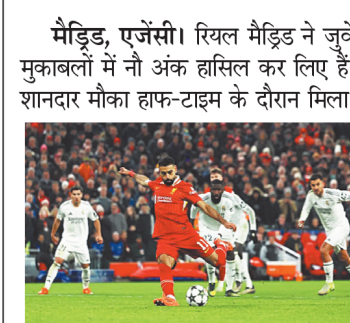 मैड्रिड, एजेंसी। रियल मैड्रिड ने
मुकाबलों में नौ अंक हासिल कर लिए हैं
शानदार मौका हाफ-टाइम के दौरान मिला